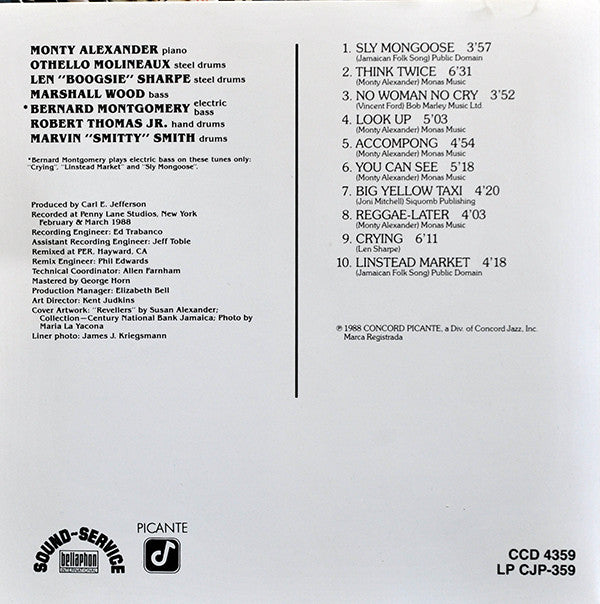 MONTY ALEXANDER piano
OTHELLO MOLINEAUX steel drums
LEN "BOOGSIE" SHARPE steel drums
MARSHALL WOOD bass
*BERNARD MONTGOMERY electric bass
ROBERT THOMAS JR. hand drums
MARVIN "SMITTY" SMITH drums
*Bernard Montgomery plays electric bass on these tunes only:
"Crying", "Linstead Market" and "Sly Mongoose".
Produced by Carl E. Jefferson
Recorded at Penny Lane Studios, New York
February & March 1988
Recording Engineer: Ed Trabanco
Assistant Recording Engineer: Jeff Toble
Remixed at PER, Hayward, CA
Remix Engineer: Phil Edwards
Technical Coordinator: Allen Farnham
Mastered by George Horn
Production Manager: Elizabeth Bell
Art Director: Kent Judkins
Cover Artwork: "Revellers" by Susan Alexander;
Collection—Century National Bank Jamaica; Photo by
Maria La Yacona
Liner photo: James J. Kriegsmann
1. SLY MONGOOSE 3'57
(Jamaican Folk Song) Public Domain
2. THINK TWICE 6'31
(Monty Alexander) Monas Music
3. NO WOMAN NO CRY 3'52
(Vincent Ford) Bob Marley Music Ltd.
4. LOOK UP 5'03
(Monty Alexander) Monas Music
5. ACCOMPONG 4'54
(Monty Alexander) Monas Music
6. YOU CAN SEE 5'18
(Monty Alexander) Monas Music
7. BIG YELLOW TAXI 4'20
(Joni Mitchell) Siquomb Publishing
8. REGGAE-LATER 4'03
(Monty Alexander) Monas Music
9. CRYING 6'11
(Len Sharpe)
10. LINSTEAD MARKET 4'18
(Jamaican Folk Song) Public Domain
℗ 1988 CONCORD PICANTE, a Div. of Concord Jazz, Inc.
Marca Registrada
SOUND-SERVICE
bellaphon
INTERNATIONAL
PICANTE
CCD 4359
LP CJP-359